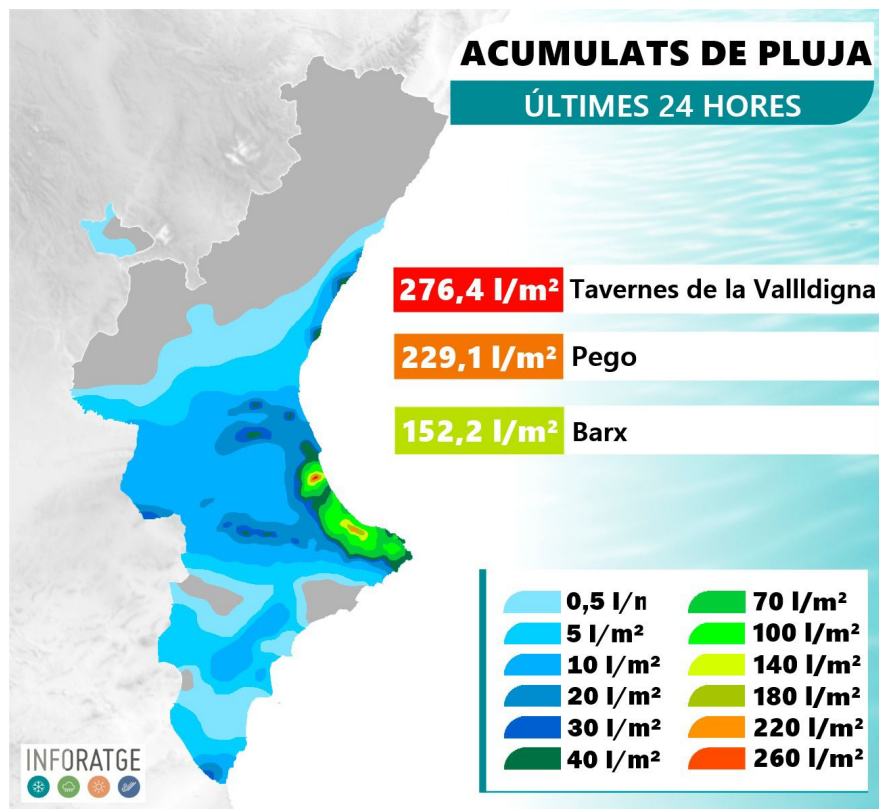 ACUMULATS DE PLUJA
ÚLTIMES 24 HORES
276,4 l/m² Tavernes de la Vallldigna
229,1 l/m² Pego
152,2 l/m² Barx
0,5 l/n 70 l/m²
5 l/m² 100 l/m²
10 l/m² 140 l/m²
20 l/m² 180 l/m²
30 l/m² 220 l/m²
40 l/m² 260 l/m²
INFORATGE